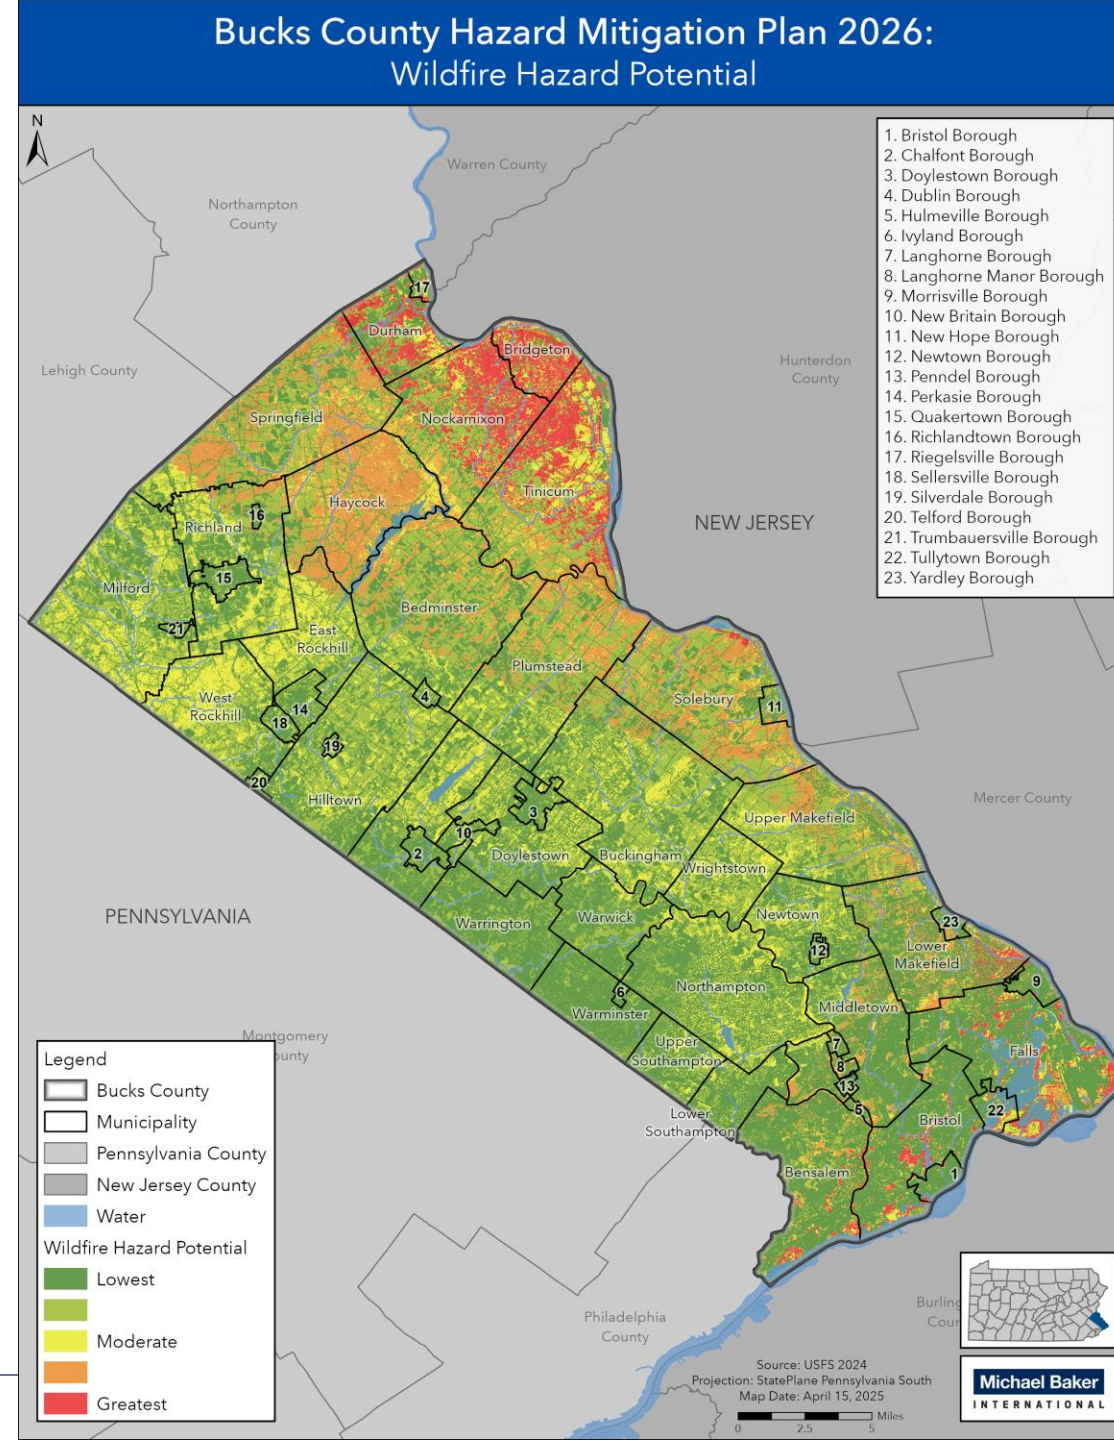 Bucks County Hazard Mitigation Plan 2026:
Wildfire Hazard Potential
N
Warren County
Northampton
County
Lehigh County
Hunterdon
County
NEW JERSEY
Mercer County
PENNSYLVANIA
Montgomery
ounty
Philadelphia
County
Burling
Cour
1. Bristol Borough
2. Chalfont Borough
3. Doylestown Borough
4. Dublin Borough
5. Hulmeville Borough
6. Ivyland Borough
7. Langhorne Borough
8. Langhorne Manor Borough
9. Morrisville Borough
10. New Britain Borough
11. New Hope Borough
12. Newtown Borough
13. Penndel Borough
14. Perkasie Borough
15. Quakertown Borough
16. Richlandtown Borough
17. Riegelsville Borough
18. Sellersville Borough
19. Silverdale Borough
20. Telford Borough
21. Trumbauersville Borough
22. Tullytown Borough
23. Yardley Borough
17
Durham
Bridgeton
Springfield
Nockamixon
Tinicum
Haycock
16
Richland
15
Milford
21
Bedminster
East
Rockhill
Plumstead
West
Rockhill
14
18
4
Solebury
11
19
20
Hilltown
3
10
2
Doylestown
Buckingham
Upper Makefield
Wrightstown
Warrington
Warwick
Newtown
12
23
Lower
Makefield
6
Northampton
9
Warminster
Middletown
Upper
Southampton
7
8
13
5
Falls
22
Lower
Southampton
Bristol
Bensalem
1
Legend
Bucks County
Municipality
Pennsylvania County
New Jersey County
Water
Wildfire Hazard Potential
Lowest
Moderate
Greatest
Source: USFS 2024
Projection: StatePlane Pennsylvania South
Map Date: April 15, 2025
Miles
0 2.5 5
Michael Baker
INTERNATIONAL